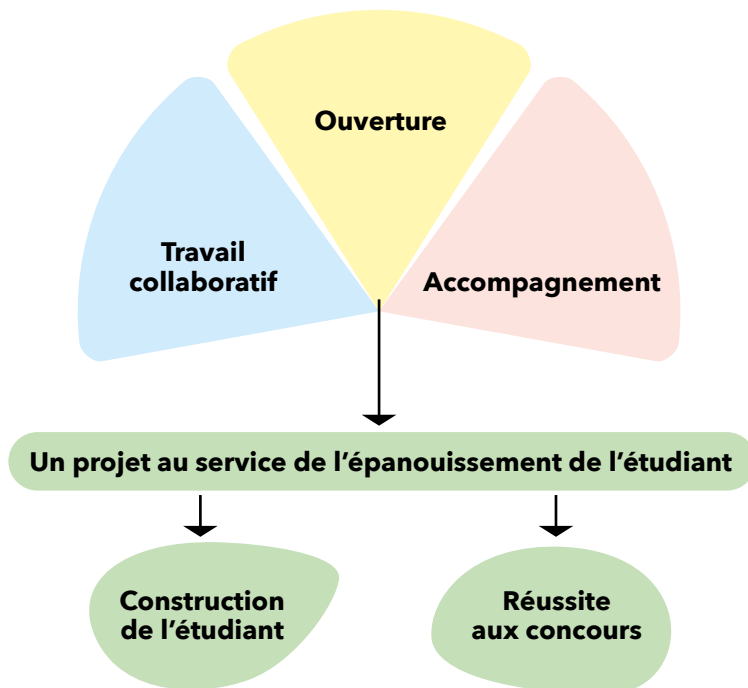 Ouverture
Travail
collaboratif
Accompagnement
Un projet au service de l’épanouissement de l’étudiant
Construction
de l’étudiant
Réussite
aux concours